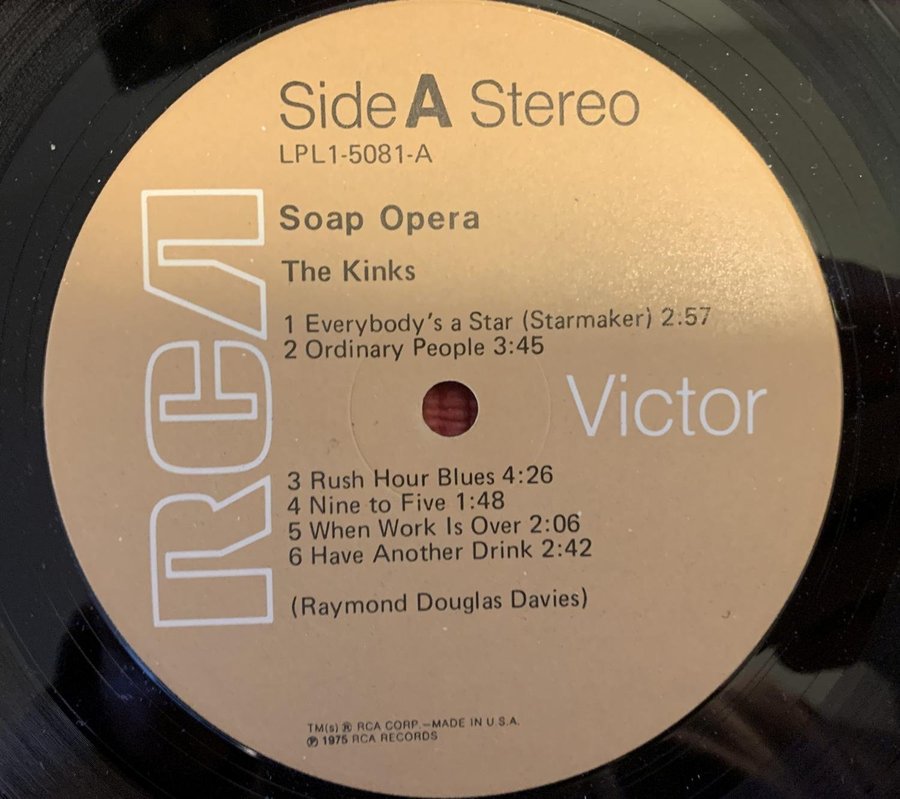 Side A Stereo
LPL1-5081-A
RCA
Soap Opera
The Kinks
1 Everybody's a Star (Starmaker) 2:57
2 Ordinary People 3:45
Victor
3 Rush Hour Blues 4:26
4 Nine to Five 1:48
5 When Work Is Over 2:06
6 Have Another Drink 2:42
(Raymond Douglas Davies)
TM(s) ® RCA CORP.—MADE IN U.S.A.
℗ 1975 RCA RECORDS